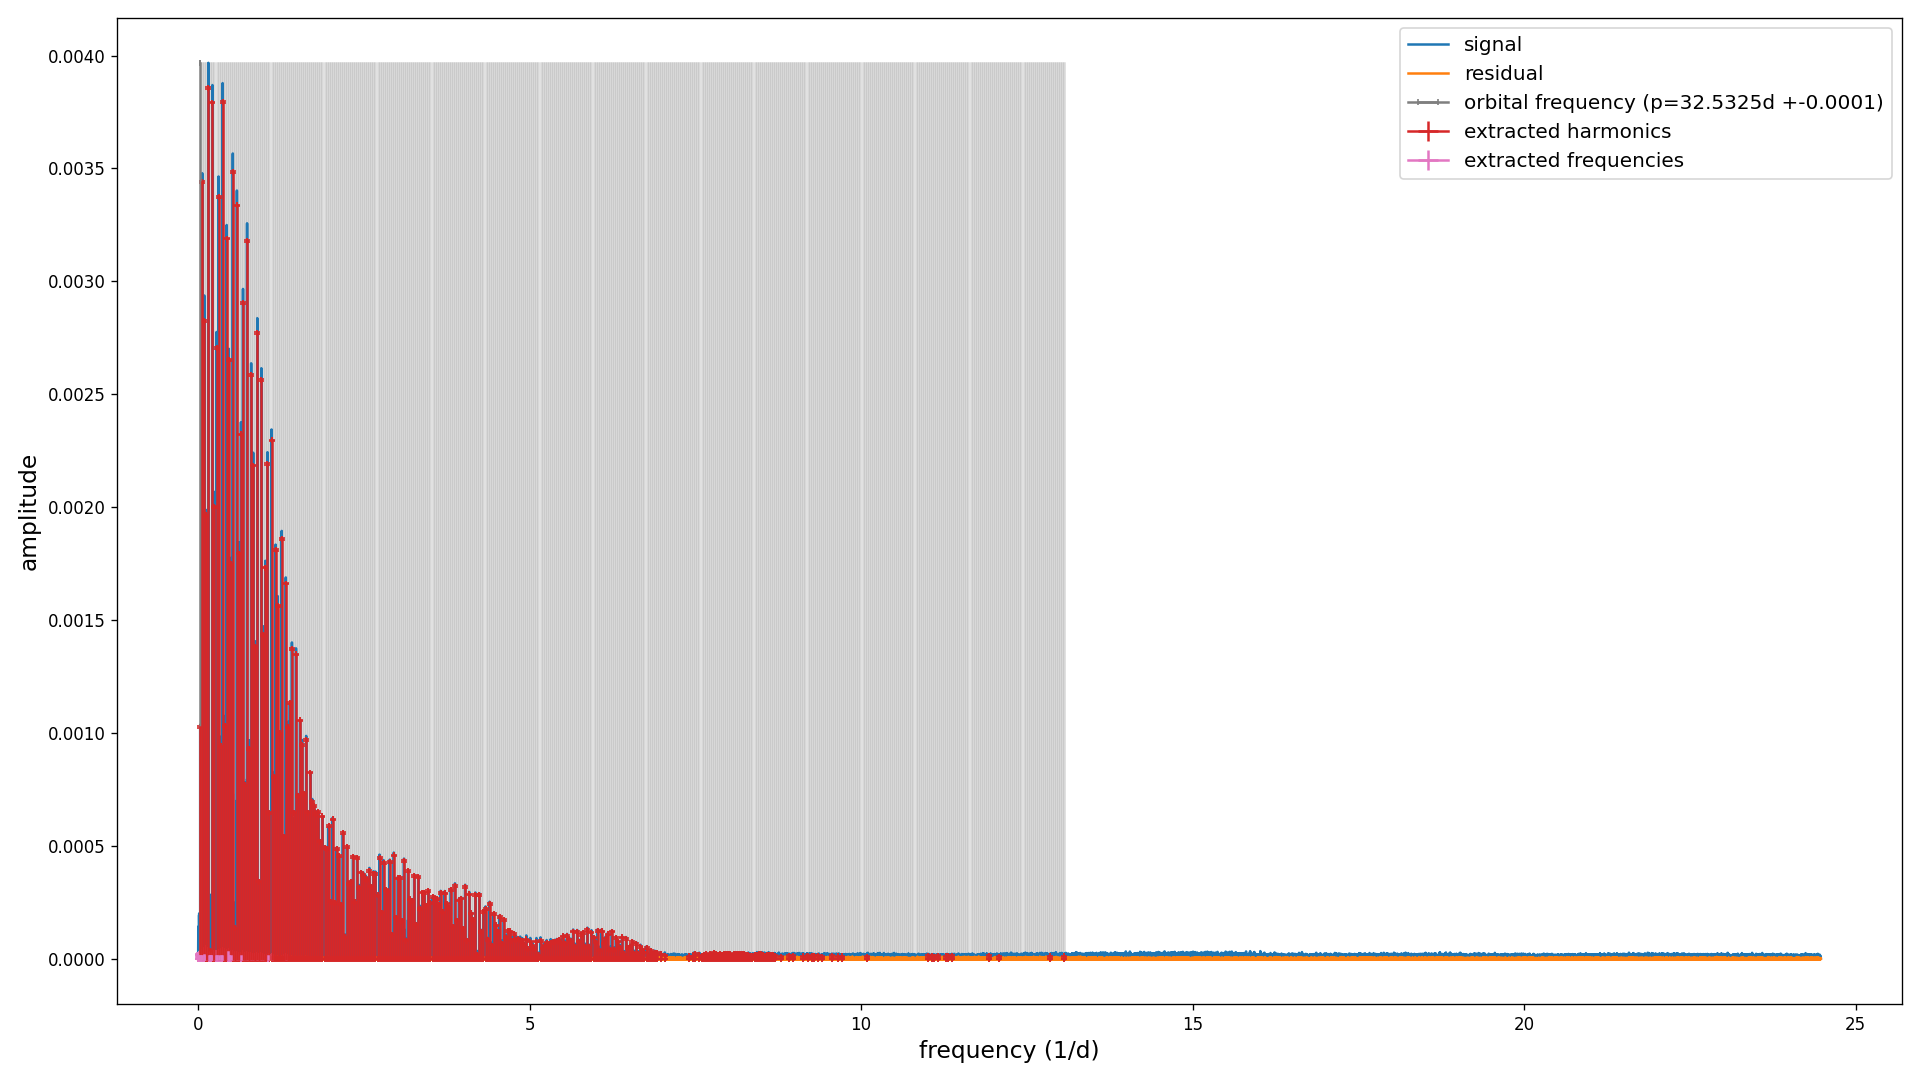 0.0040
0.0035
0.0030
0.0025
0.0020
0.0015
0.0010
0.0005
0.0000
amplitude
0 5 10 15 20 25
frequency (1/d)
signal
residual
orbital frequency (p=32.5325d +-0.0001)
extracted harmonics
extracted frequencies